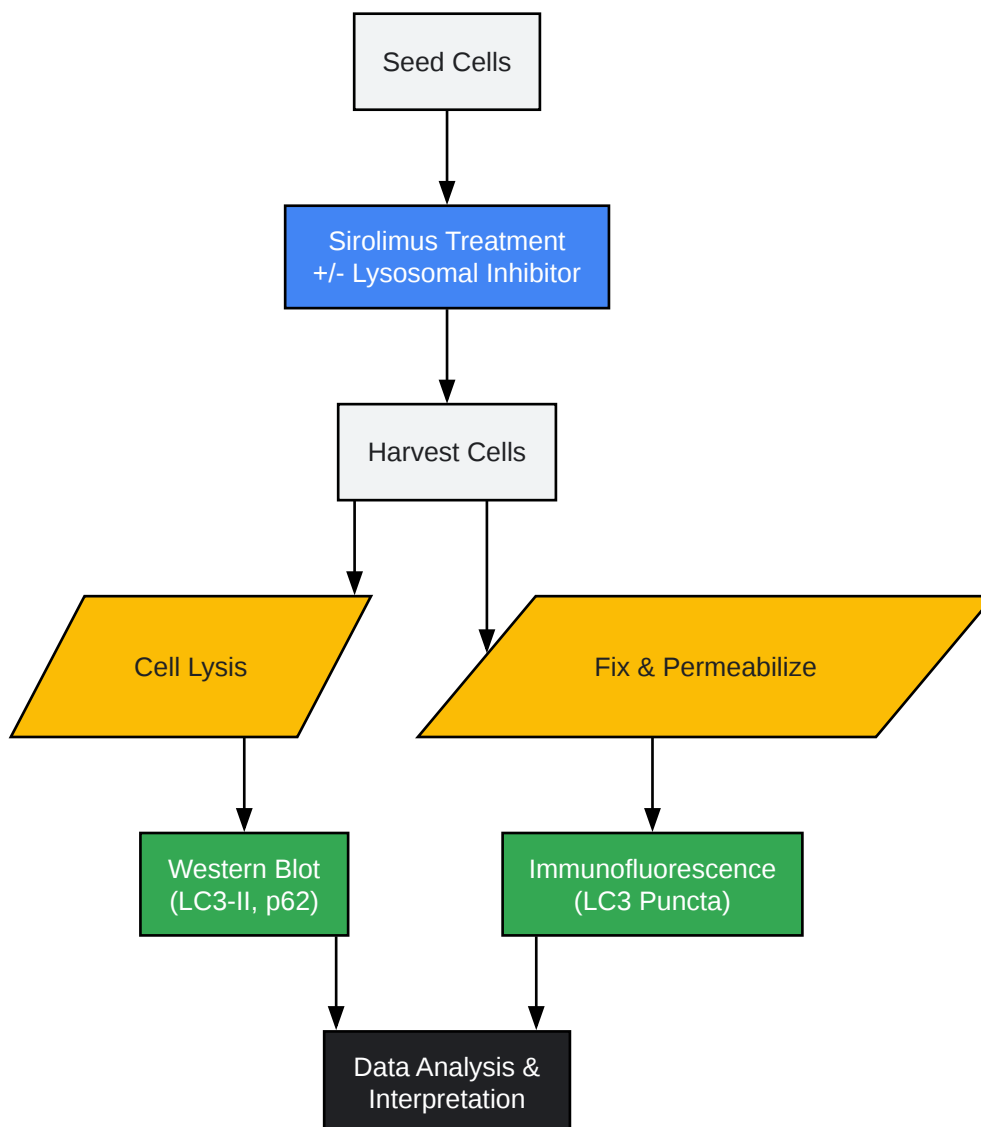 Seed Cells
Sirolimus Treatment
+/- Lysosomal Inhibitor
Harvest Cells
Cell Lysis
Fix & Permeabilize
Western Blot
(LC3-II, p62)
Immunofluorescence
(LC3 Puncta)
Data Analysis &
Interpretation